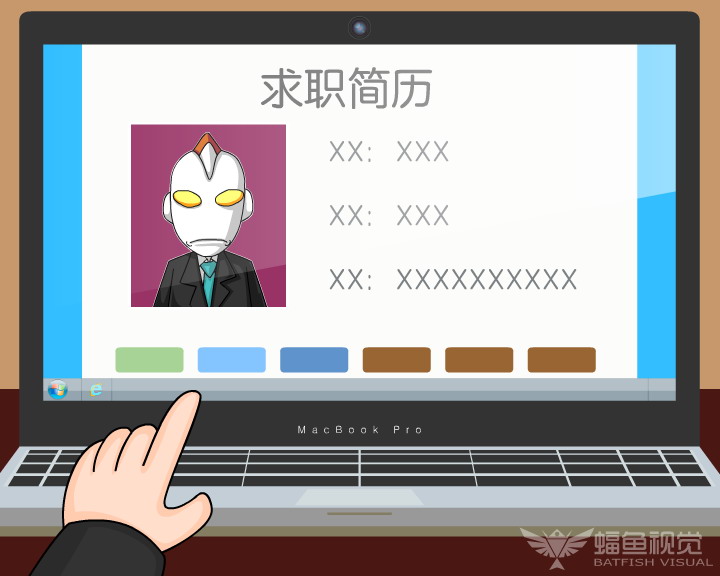 求职简历
XX: XXX
XX: XXX
XX: XXXXXXXXXX
MacBook Pro
蝠鱼视觉
BATFISH VISUAL